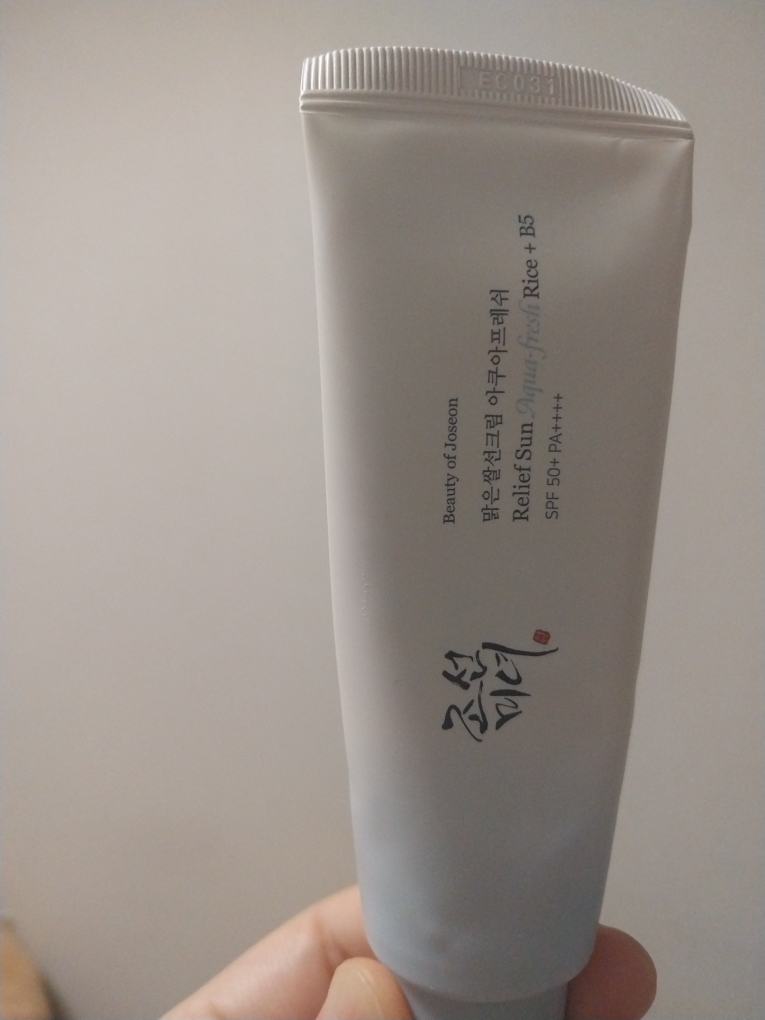 EC031
Beauty of Joseon
맑은쌀선크림 아쿠아프레쉬
Relief Sun Aqua-fresh Rice + B5
SPF 50+ PA++++
조선
미녀